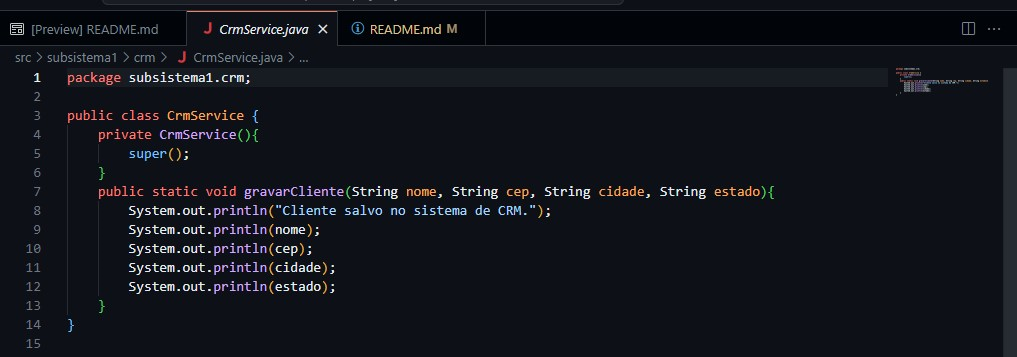 [Preview] README.md
CrmService.java
README.md M
src > subsistema1 > crm > CrmService.java > ...
1 package subsistema1.crm;
2
3 public class CrmService {
4     private CrmService(){
5         super();
6     }
7     public static void gravarCliente(String nome, String cep, String cidade, String estado){
8         System.out.println("Cliente salvo no sistema de CRM.");
9         System.out.println(nome);
10         System.out.println(cep);
11         System.out.println(cidade);
12         System.out.println(estado);
13     }
14 }
15